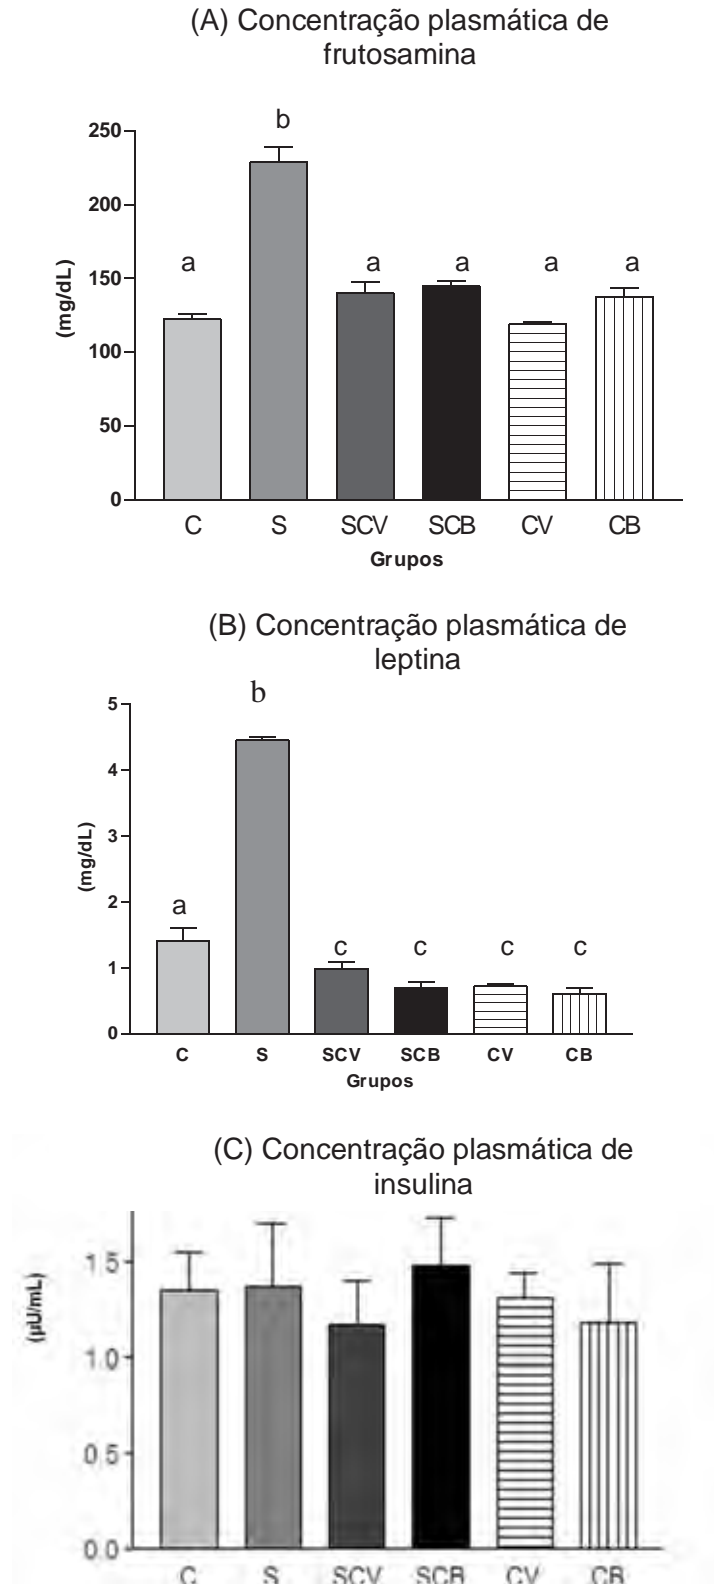 (A) Concentração plasmática de
frutosamina
b
250
200
a a a a a
150
(mg/dL)
100
50
0
C S SCV SCB CV CB
Grupos
(B) Concentração plasmática de
leptina
b
5
4
3
(mg/dL)
2
a
c c c c
1
0
C S SCV SCB CV CB
Grupos
(C) Concentração plasmática de
insulina
1.5
(µU/mL)
1.0
0.5
0.0
C S SCV SCB CV CB